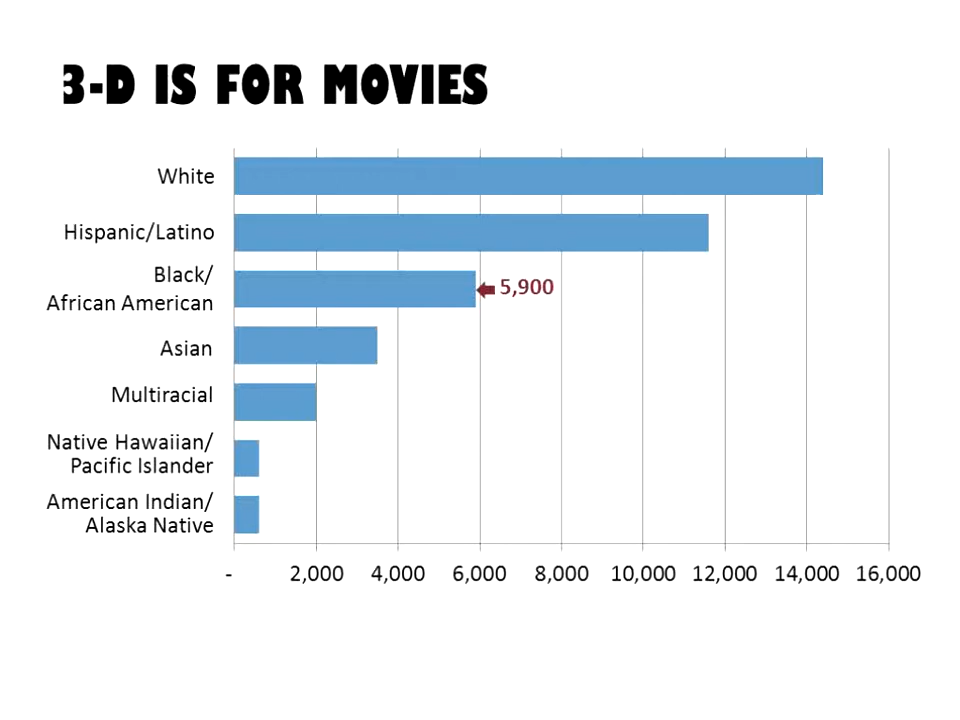 3-D IS FOR MOVIES
White
Hispanic/Latino
Black/
African American
5,900
Asian
Multiracial
Native Hawaiian/
Pacific Islander
American Indian/
Alaska Native
- 2,000 4,000 6,000 8,000 10,000 12,000 14,000 16,000